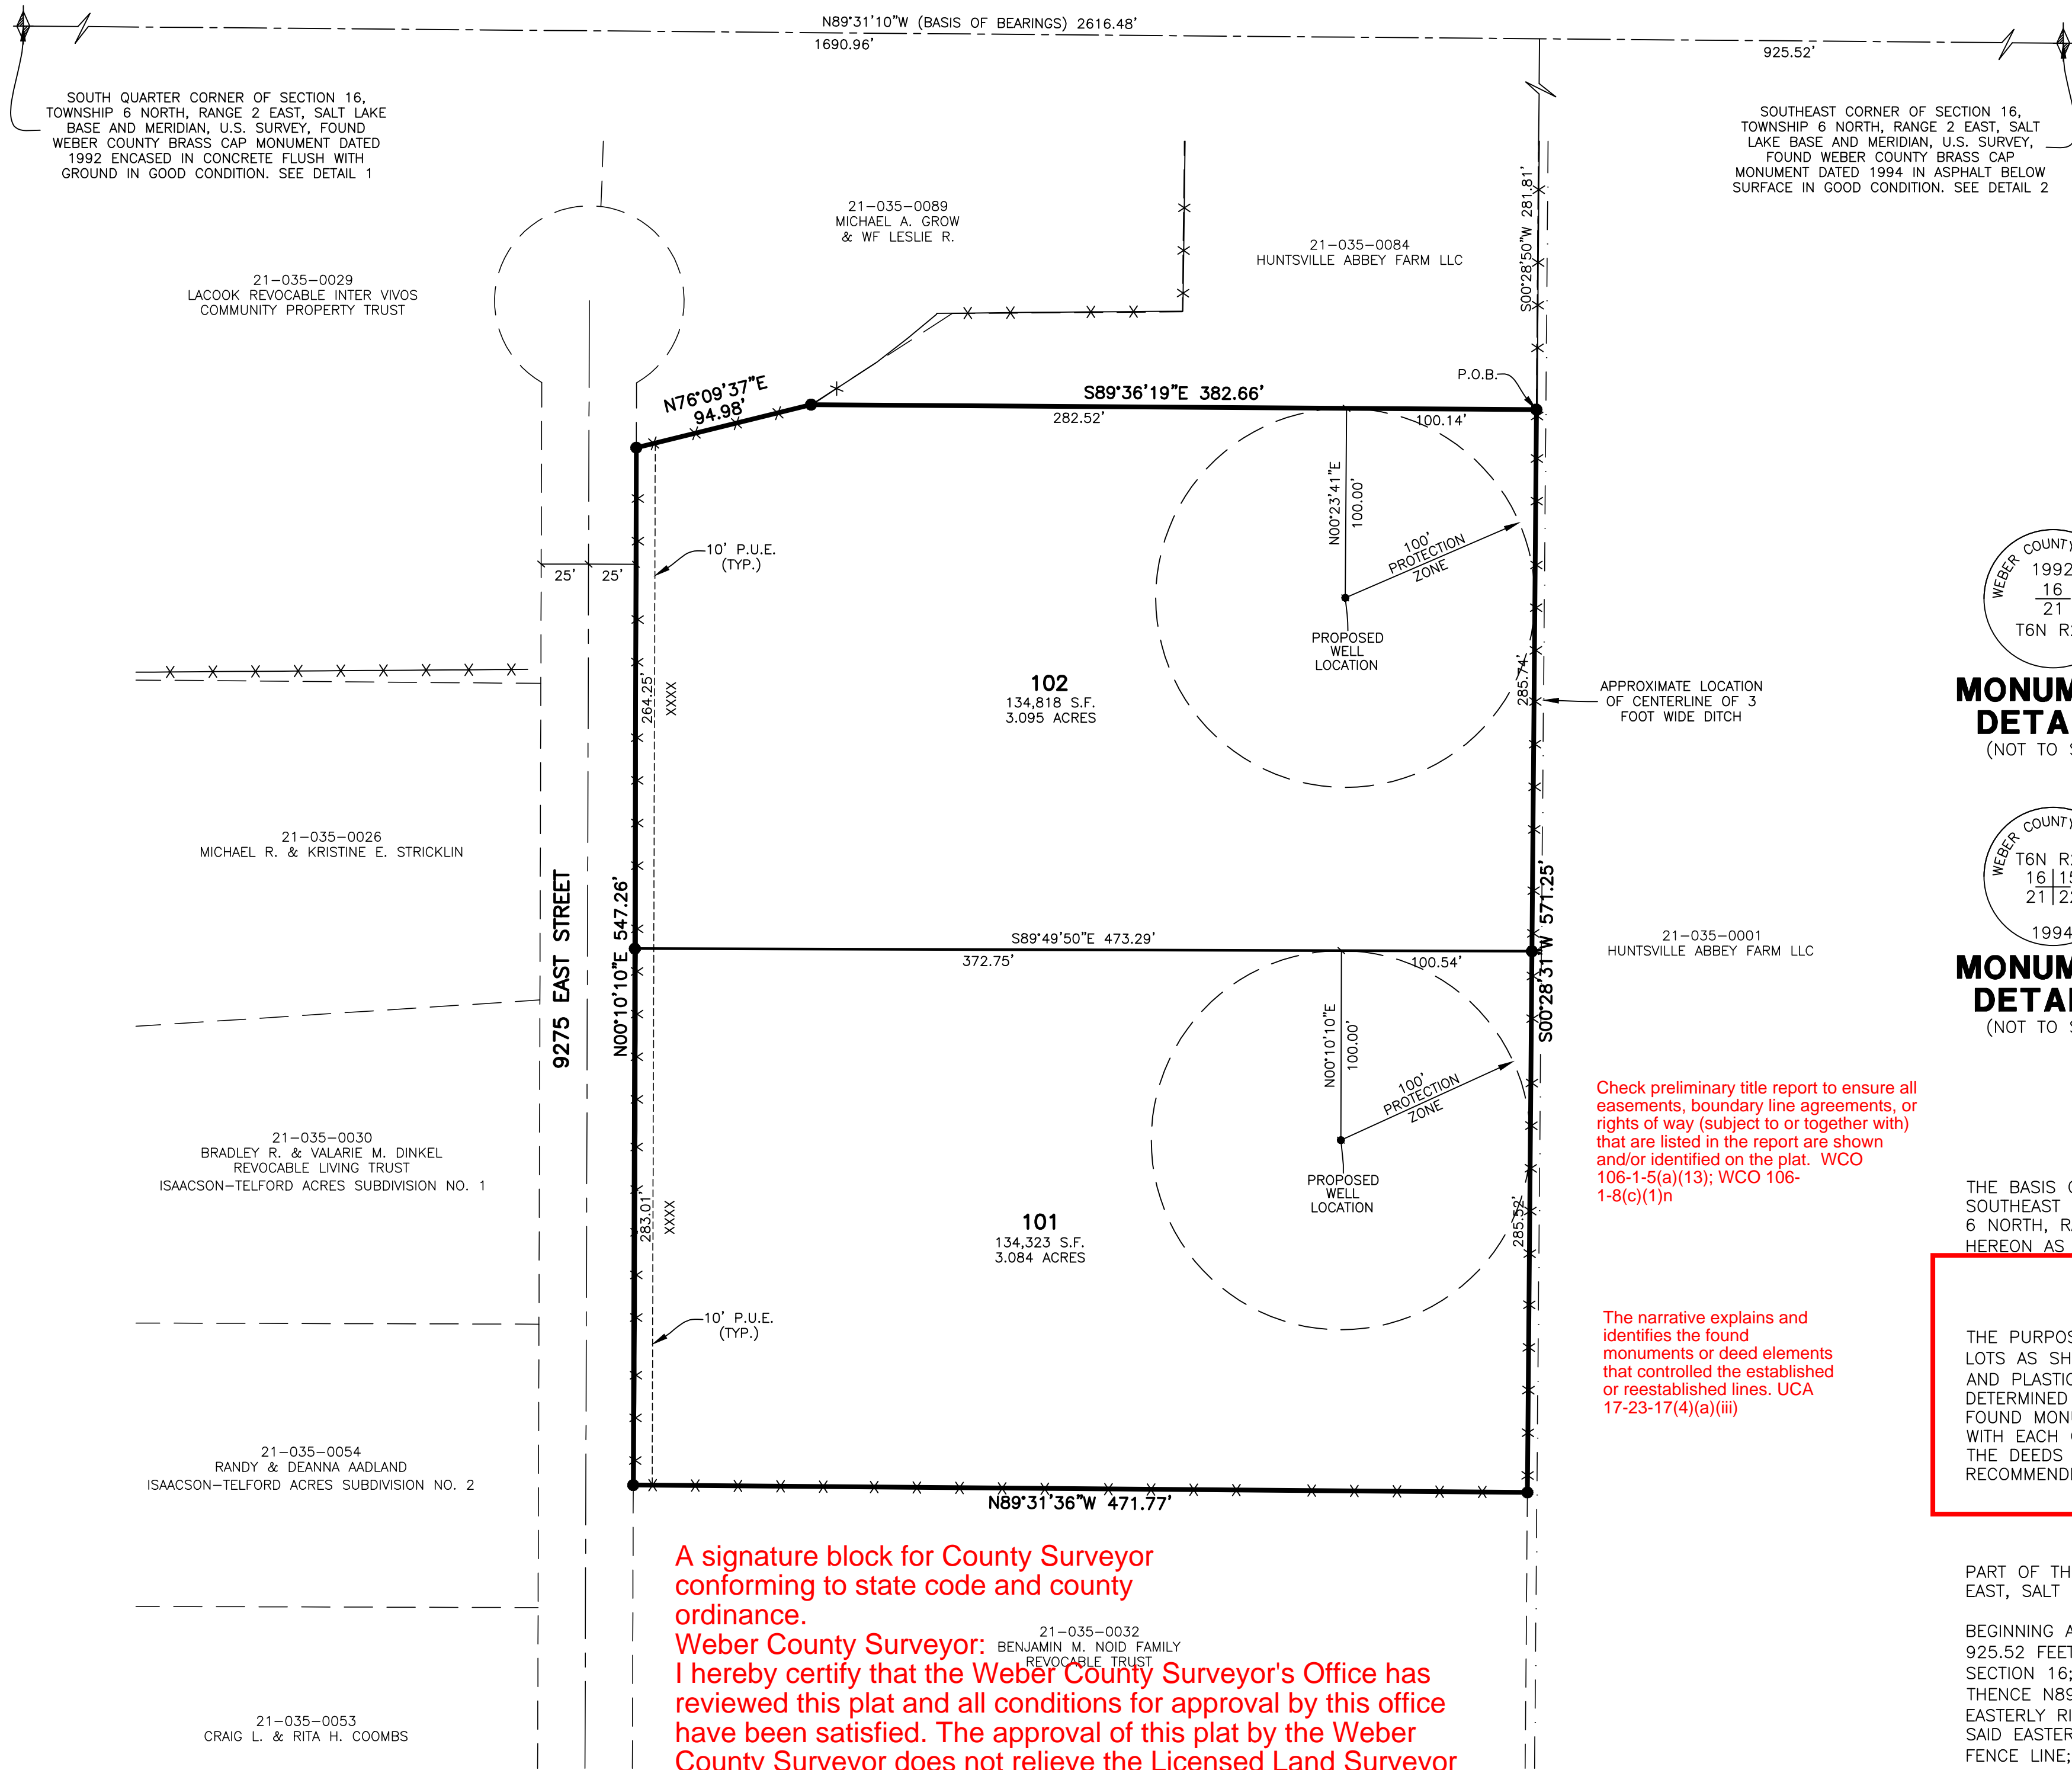 N89°31'10"W (BASIS OF BEARINGS) 2616.48'
1690.96'
925.52'
SOUTH QUARTER CORNER OF SECTION 16,
TOWNSHIP 6 NORTH, RANGE 2 EAST, SALT LAKE
BASE AND MERIDIAN, U.S. SURVEY, FOUND
WEBER COUNTY BRASS CAP MONUMENT DATED
1992 ENCASED IN CONCRETE FLUSH WITH
GROUND IN GOOD CONDITION. SEE DETAIL 1
SOUTHEAST CORNER OF SECTION 16,
TOWNSHIP 6 NORTH, RANGE 2 EAST, SALT
LAKE BASE AND MERIDIAN, U.S. SURVEY,
FOUND WEBER COUNTY BRASS CAP
MONUMENT DATED 1994 IN ASPHALT BELOW
SURFACE IN GOOD CONDITION. SEE DETAIL 2
S00°28'50"W 281.81'
21-035-0089
MICHAEL A. GROW
& WF LESLIE R.
21-035-0084
HUNTSVILLE ABBEY FARM LLC
21-035-0029
LACOOK REVOCABLE INTER VIVOS
COMMUNITY PROPERTY TRUST
P.O.B.
N76°09'37"E
94.98'
S89°36'19"E 382.66'
282.52'
100.14'
N00°23'41"E
100.00'
100'
PROTECTION
ZONE
10' P.U.E.
(TYP.)
25'
25'
PROPOSED
WELL
LOCATION
WEBER COUNTY
1992
16
21
T6N
264.25'
XXXX
102
134,818 S.F.
3.095 ACRES
285.74'
APPROXIMATE LOCATION
OF CENTERLINE OF 3
FOOT WIDE DITCH
(NOT TO
21-035-0026
MICHAEL R. & KRISTINE E. STRICKLIN
WEBER COUNTY
T6N
16
21
1994
9275 EAST STREET
N00°10'10"E 547.26'
S89°49'50"E 473.29'
372.75'
100.54'
S00°28'31"W 571.25'
21-035-0001
HUNTSVILLE ABBEY FARM LLC
(NOT TO
N00°10'10"E
100.00'
100'
PROTECTION
ZONE
Check preliminary title report to ensure all
easements, boundary line agreements, or
rights of way (subject to or together with)
that are listed in the report are shown
and/or identified on the plat. WCO
106-1-5(a)(13); WCO 106-
1-8(c)(1)n
21-035-0030
BRADLEY R. & VALARIE M. DINKEL
REVOCABLE LIVING TRUST
ISAACSON-TELFORD ACRES SUBDIVISION NO. 1
PROPOSED
WELL
LOCATION
283.01'
XXXX
101
134,323 S.F.
3.084 ACRES
285.52'
THE BASIS
SOUTHEAST
6 NORTH,
HEREON AS
10' P.U.E.
(TYP.)
The narrative explains and
identifies the found
monuments or deed elements
that controlled the established
or reestablished lines. UCA
17-23-17(4)(a)(iii)
THE
LOTS AS
AND
DETERMINED
FOUND
WITH EACH
THE DEEDS
21-035-0054
RANDY & DEANNA AADLAND
ISAACSON-TELFORD ACRES SUBDIVISION NO. 2
N89°31'36"W 471.77'
A signature block for County Surveyor
conforming to state code and county
ordinance.
Weber County Surveyor:
21-035-0032
BENJAMIN M. NOID FAMILY
REVOCABLE TRUST
I hereby certify that the Weber County Surveyor's Office has
reviewed this plat and all conditions for approval by this office
have been satisfied. The approval of this plat by the Weber
County Surveyor does not relieve the Licensed Land Surveyor
21-035-0053
CRAIG L. & RITA H. COOMBS
PART OF
EAST, SALT
BEGINNING
925.52 FEET
SECTION 16;
THENCE
EASTERLY
SAID
FENCE LINE;